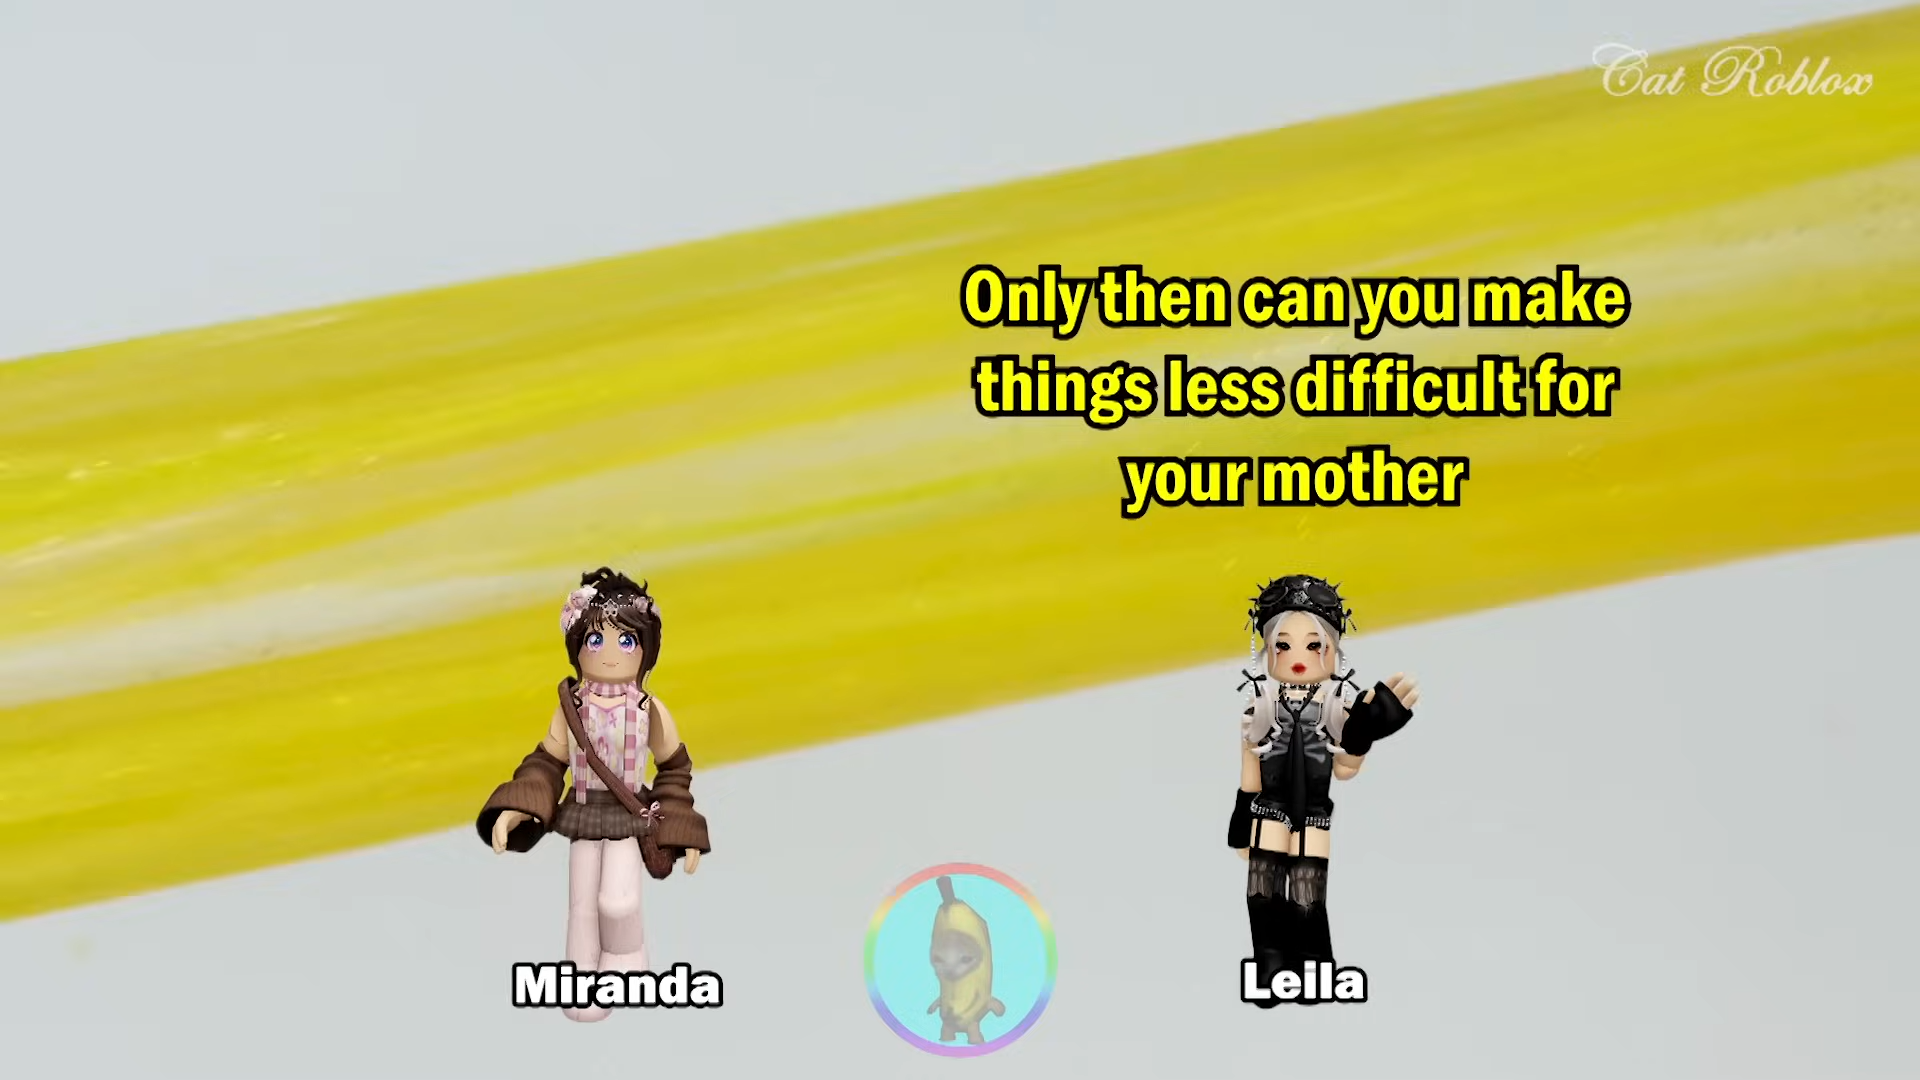 Cat Roblox
Only then can you make
things less difficult for
your mother
Miranda
Leila